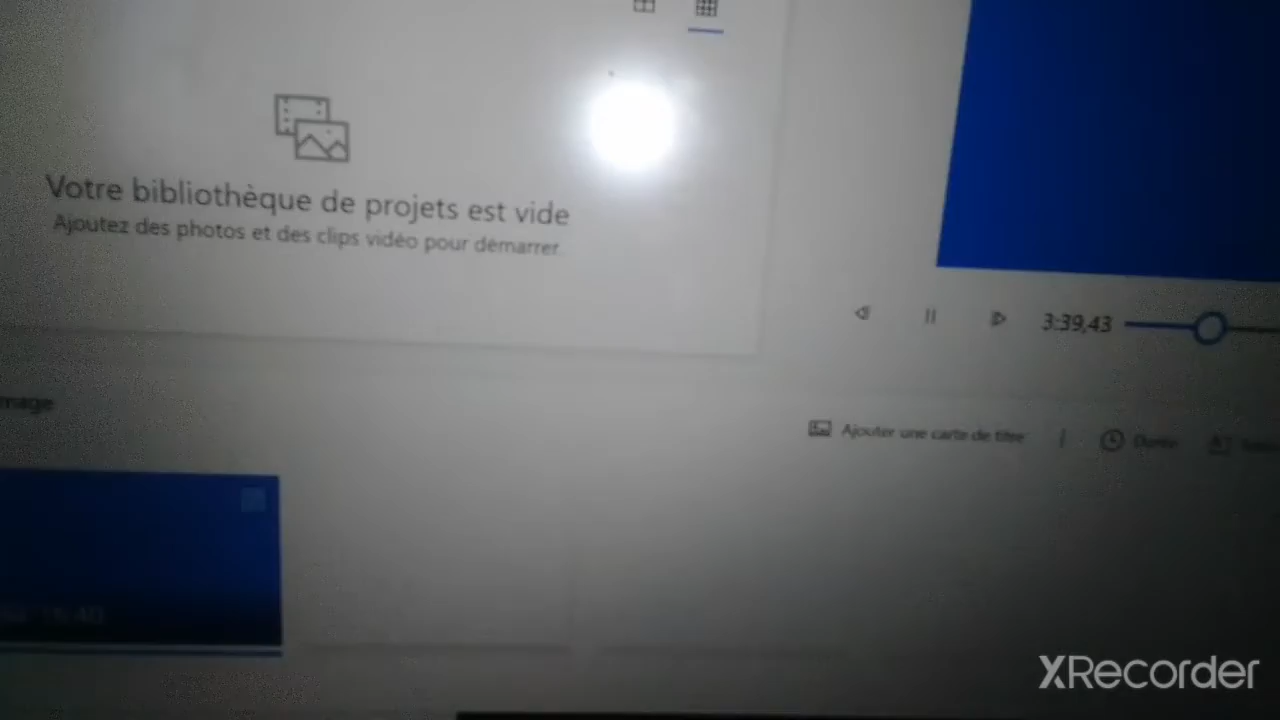 Votre bibliothèque de projets est vide
Ajoutez des photos et des clips vidéo pour démarrer.
3:39,43
Ajouter une carte de titre
Durée
XRecorder